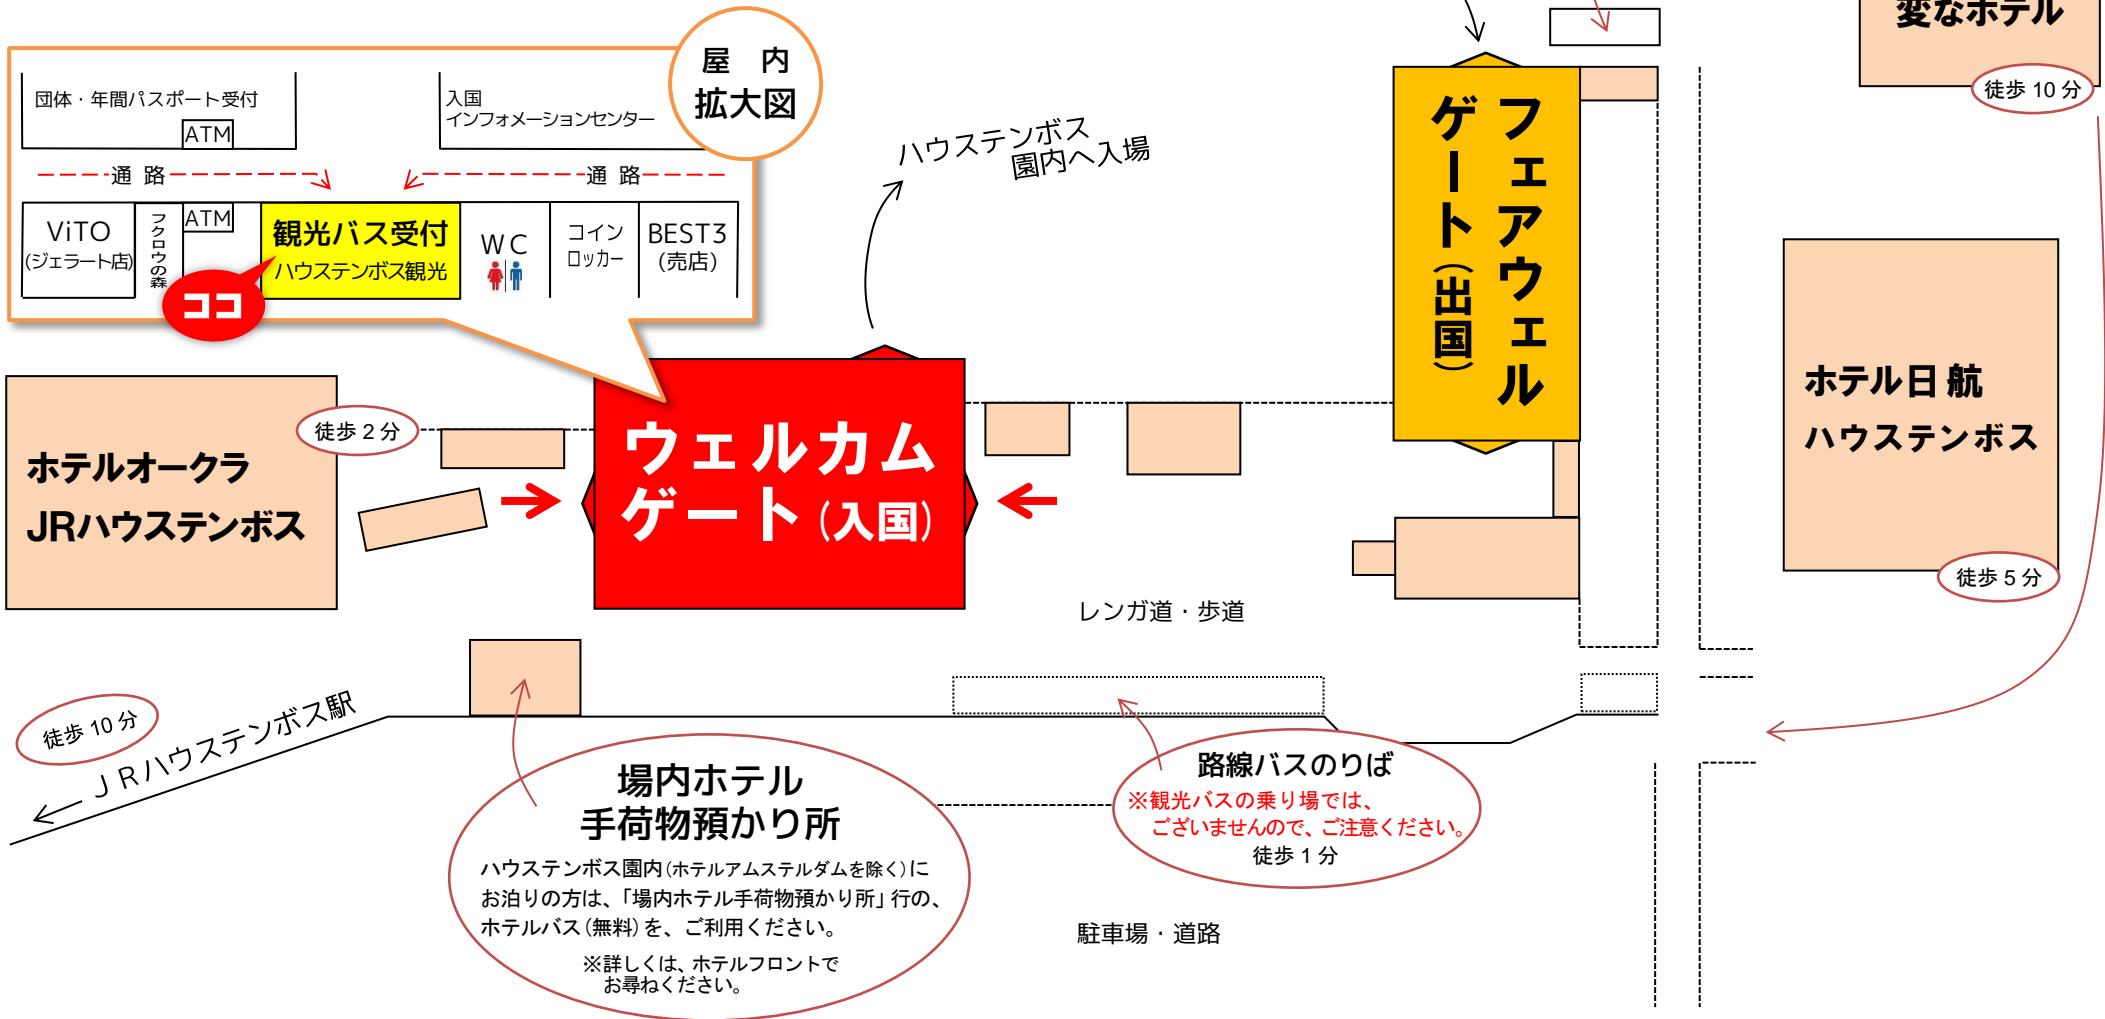 変なホテル
徒歩 10 分
屋 内
拡大図
団体・年間パスポート受付
ATM
入国
インフォメーションセンター
通 路
通 路
ViTO
(ジェラート店)
フクロウの森
ATM
観光バス受付
ハウステンボス観光
ココ
WC
コイン
ロッカー
BEST3
(売店)
ハウステンボス
園内へ入場
フェアウェル
ゲート(出国)
ホテルオークラ
JRハウステンボス
徒歩 2 分
ウェルカム
ゲート(入国)
ホテル日航
ハウステンボス
徒歩 5 分
レンガ道・歩道
徒歩 10 分
JRハウステンボス駅
場内ホテル
手荷物預かり所
ハウステンボス園内(ホテルアムステルダムを除く)に
お泊りの方は、「場内ホテル手荷物預かり所」行の、
ホテルバス(無料)を、ご利用ください。
※詳しくは、ホテルフロントで
お尋ねください。
路線バスのりば
※観光バスの乗り場では、
ございませんので、ご注意ください。
徒歩 1 分
駐車場・道路